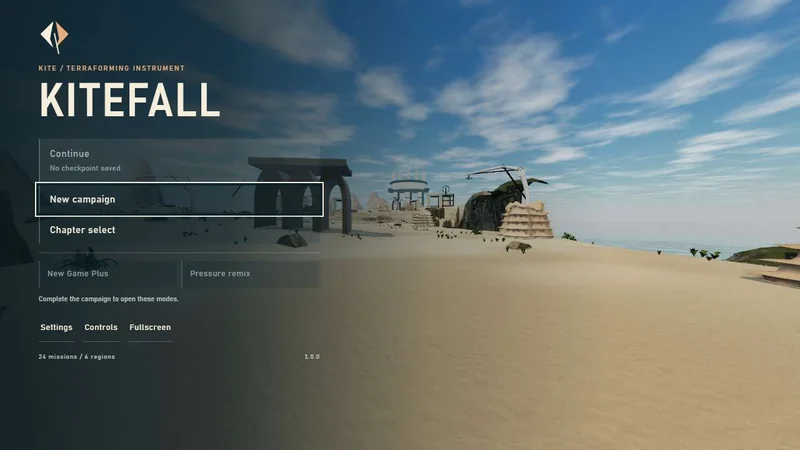 KITE / TERRAFORMING INSTRUMENT
KITEFALL
Continue
No checkpoint saved
New campaign
Chapter select
New Game Plus
Pressure remix
Complete the campaign to open these modes.
Settings Controls Fullscreen
24 missions / 6 regions 1.0.0